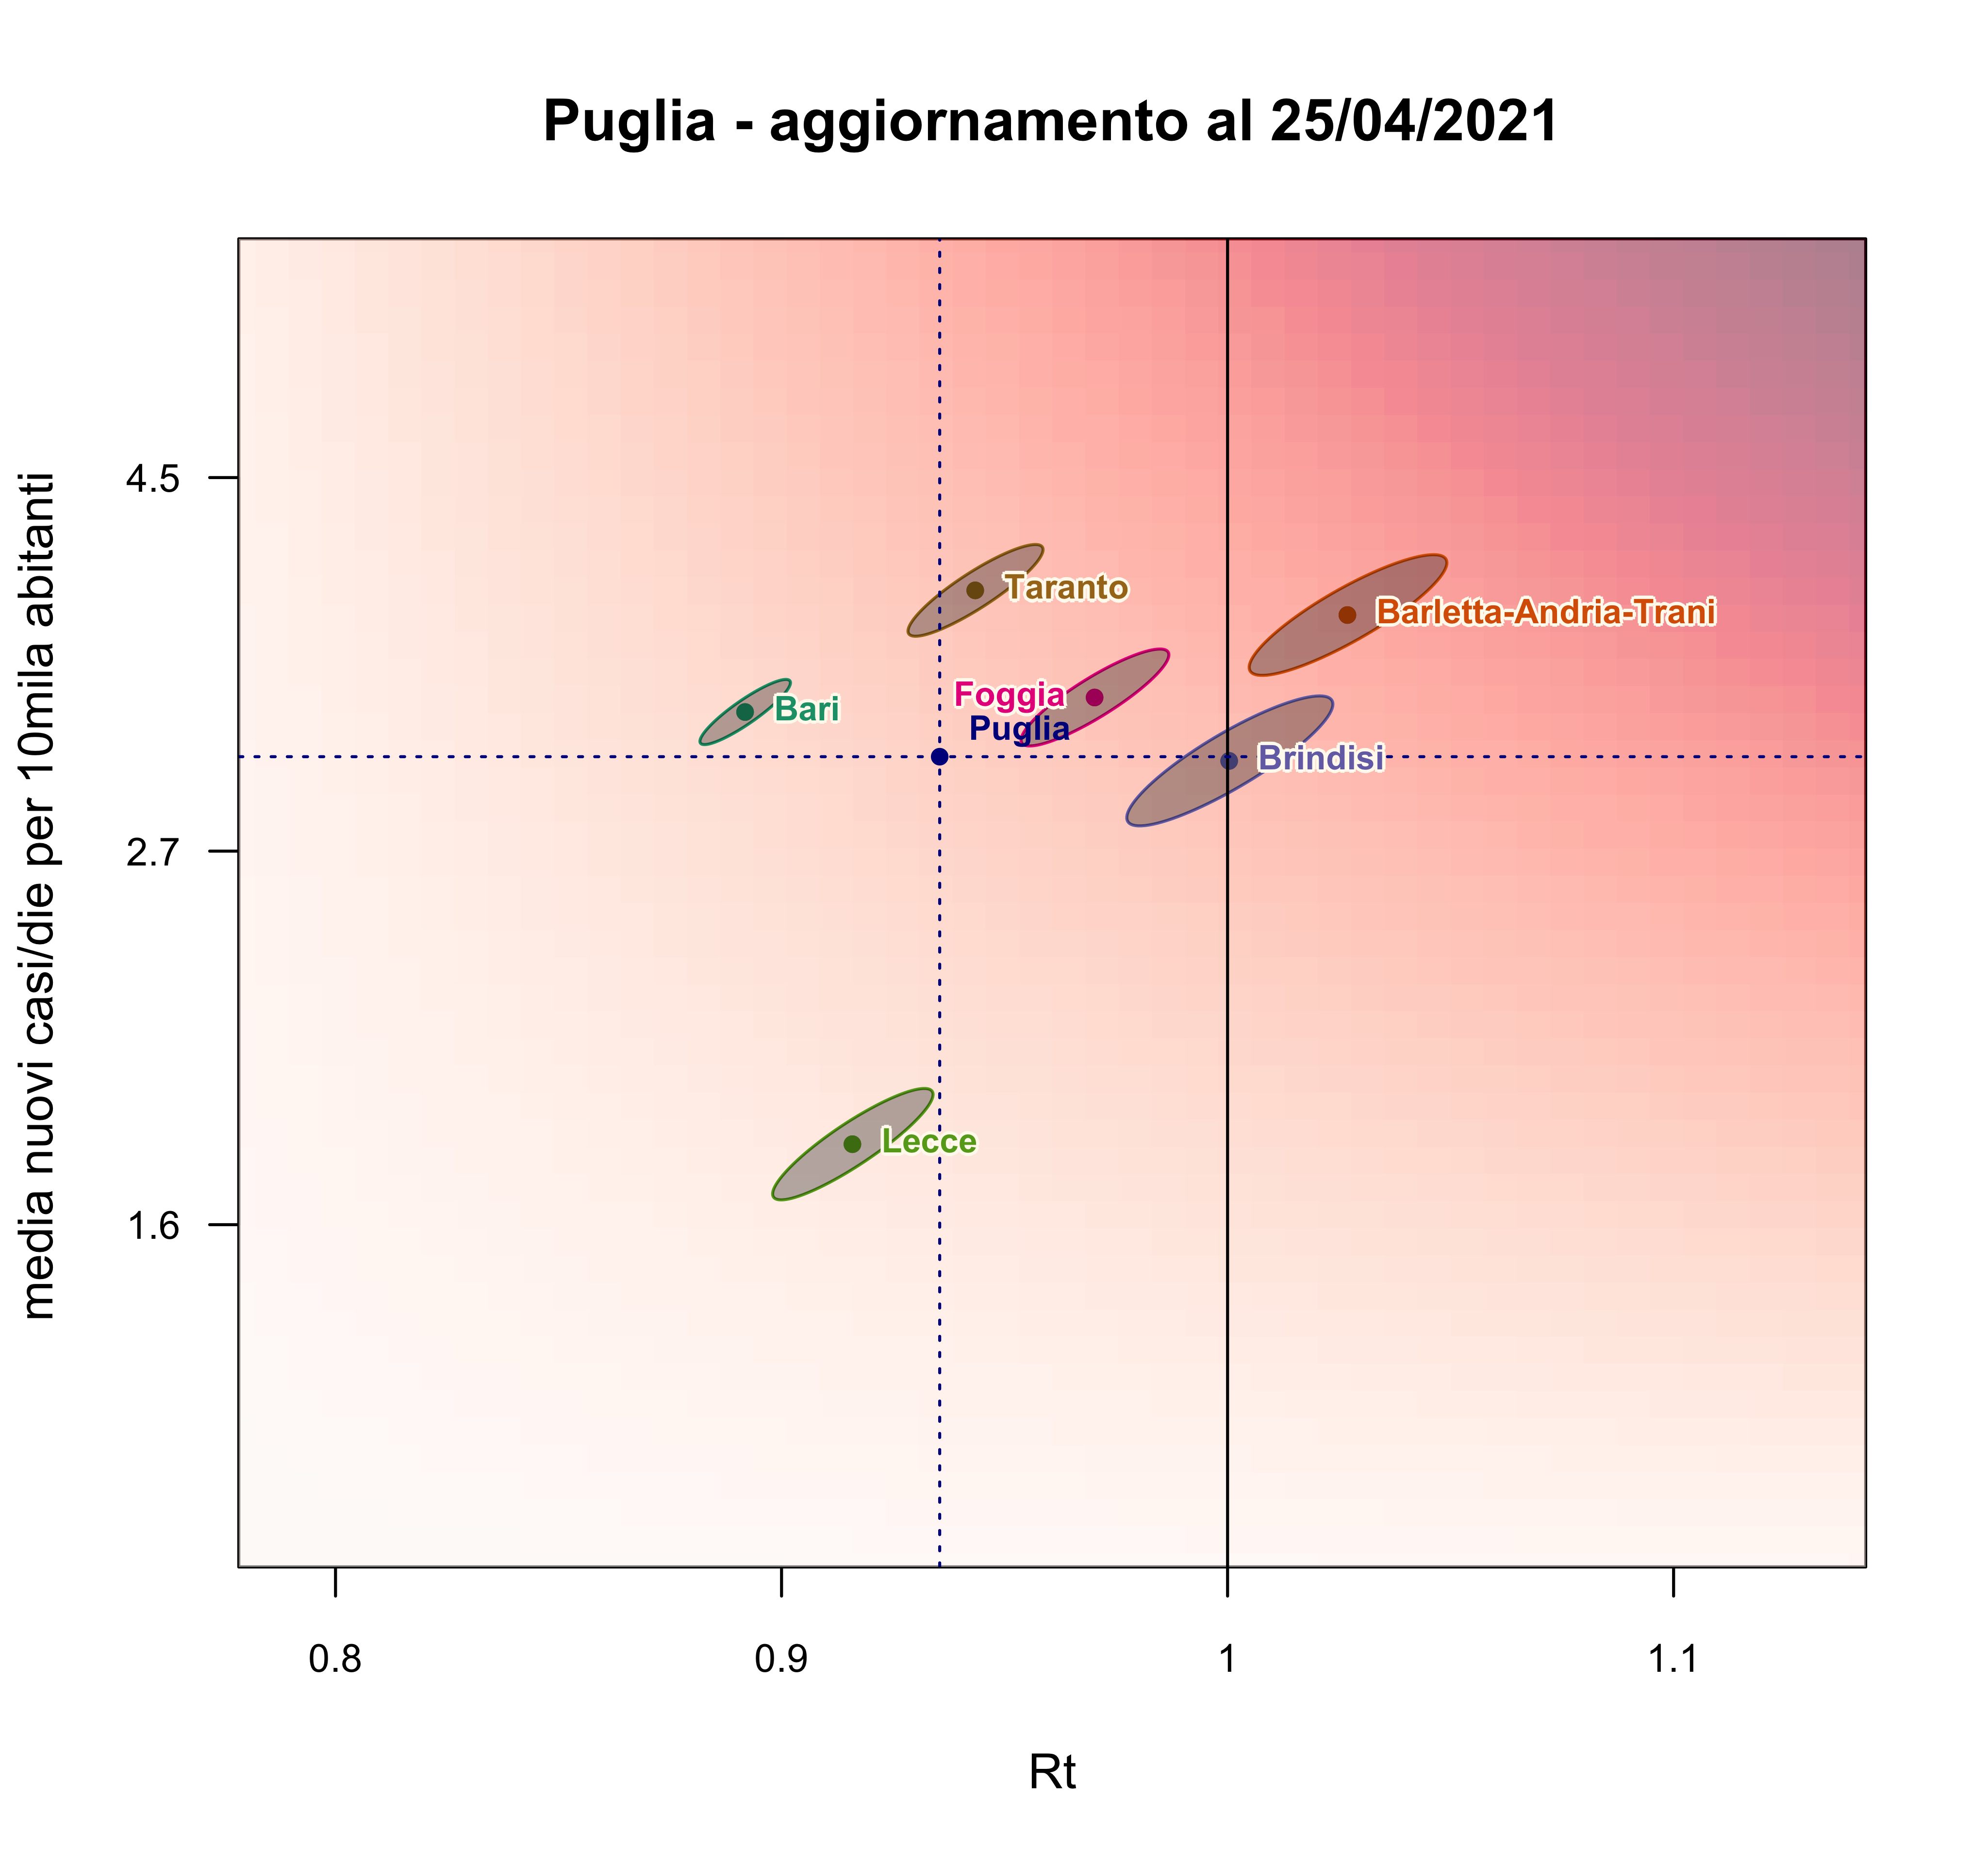 Puglia - aggiornamento al 25/04/2021
media nuovi casi/die per 10mila abitanti
4.5
2.7
1.6
Taranto
Barletta-Andria-Trani
Foggia
Bari
Puglia
Brindisi
Lecce
0.8
0.9
1
1.1
Rt